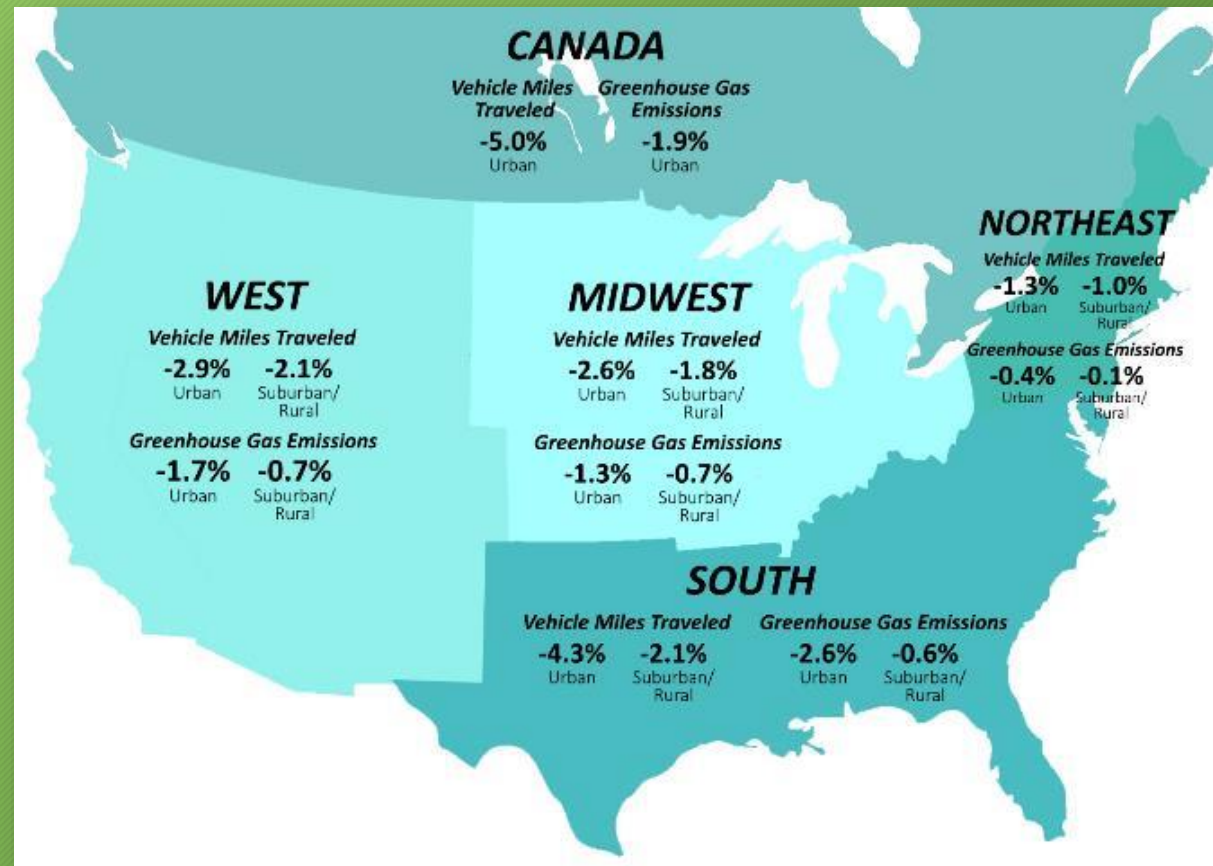 CANADA
Vehicle Miles Traveled
-5.0%
Urban
Greenhouse Gas Emissions
-1.9%
Urban
NORTHEAST
Vehicle Miles Traveled
-1.3% -1.0%
Urban Suburban/
Rural
Greenhouse Gas Emissions
-0.4% -0.1%
Urban Suburban/
Rural
WEST
Vehicle Miles Traveled
-2.9% -2.1%
Urban Suburban/
Rural
Greenhouse Gas Emissions
-1.7% -0.7%
Urban Suburban/
Rural
MIDWEST
Vehicle Miles Traveled
-2.6% -1.8%
Urban Suburban/
Rural
Greenhouse Gas Emissions
-1.3% -0.7%
Urban Suburban/
Rural
SOUTH
Vehicle Miles Traveled
-4.3% -2.1%
Urban Suburban/
Rural
Greenhouse Gas Emissions
-2.6% -0.6%
Urban Suburban/
Rural